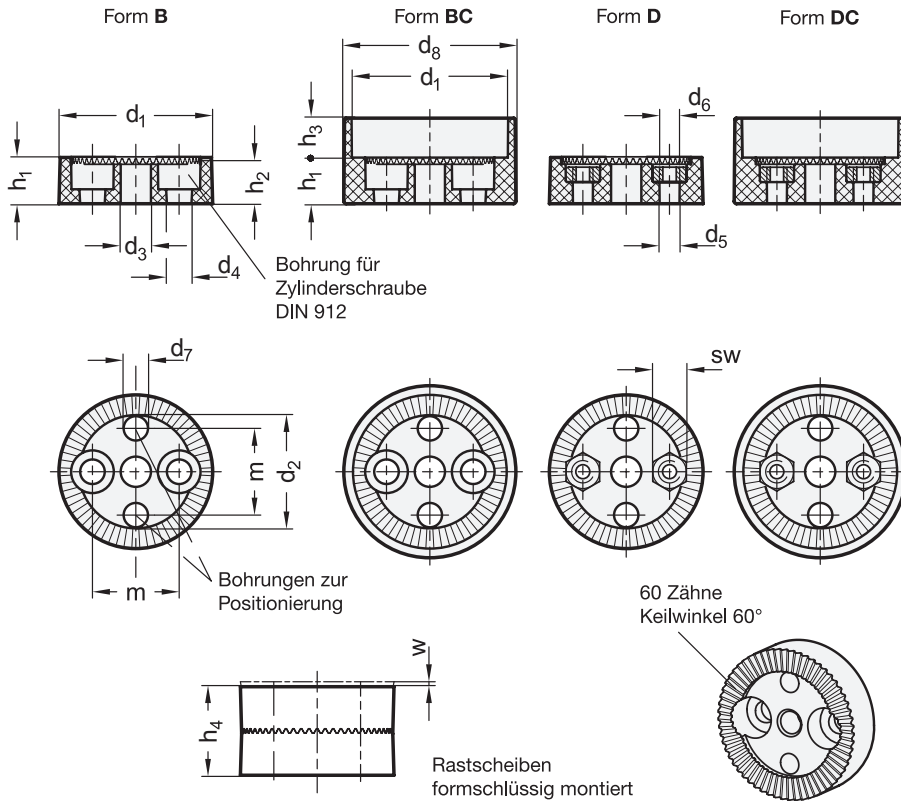 Form B
Form BC
Form D
Form DC
d8
d1
d1
d6
h3
h1
h1
h2
d3
d4
d5
Bohrung für
Zylinderschraube
DIN 912
d7
sw
m
d2
m
Bohrungen zur
Positionierung
60 Zähne
Keilwinkel 60°
w
h4
Rastscheiben
formschlüssig montiert